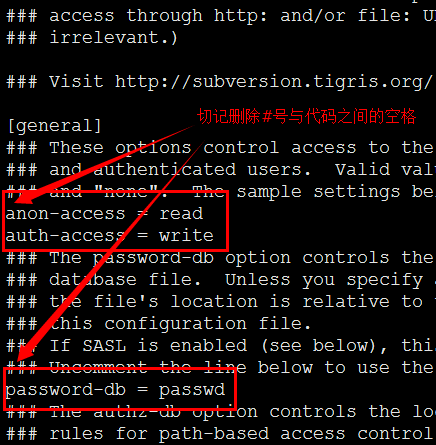 ### access through http: and/or file: U
### irrelevant.)
### Visit http://subversion.tigris.org/
切记删除#号与代码之间的空格
[general]
### These options control access to the
### and authenticated users. Valid val
### and "none". The sample settings be
anon-access = read
auth-access = write
### The password-db option controls the
### database file. Unless you specify
### the file's location is relative to
### this configuration file.
### If SASL is enabled (see below), thi
### Uncomment the line below to use the
password-db = passwd
### The authz-db option controls the lo
### rules for path-based access control